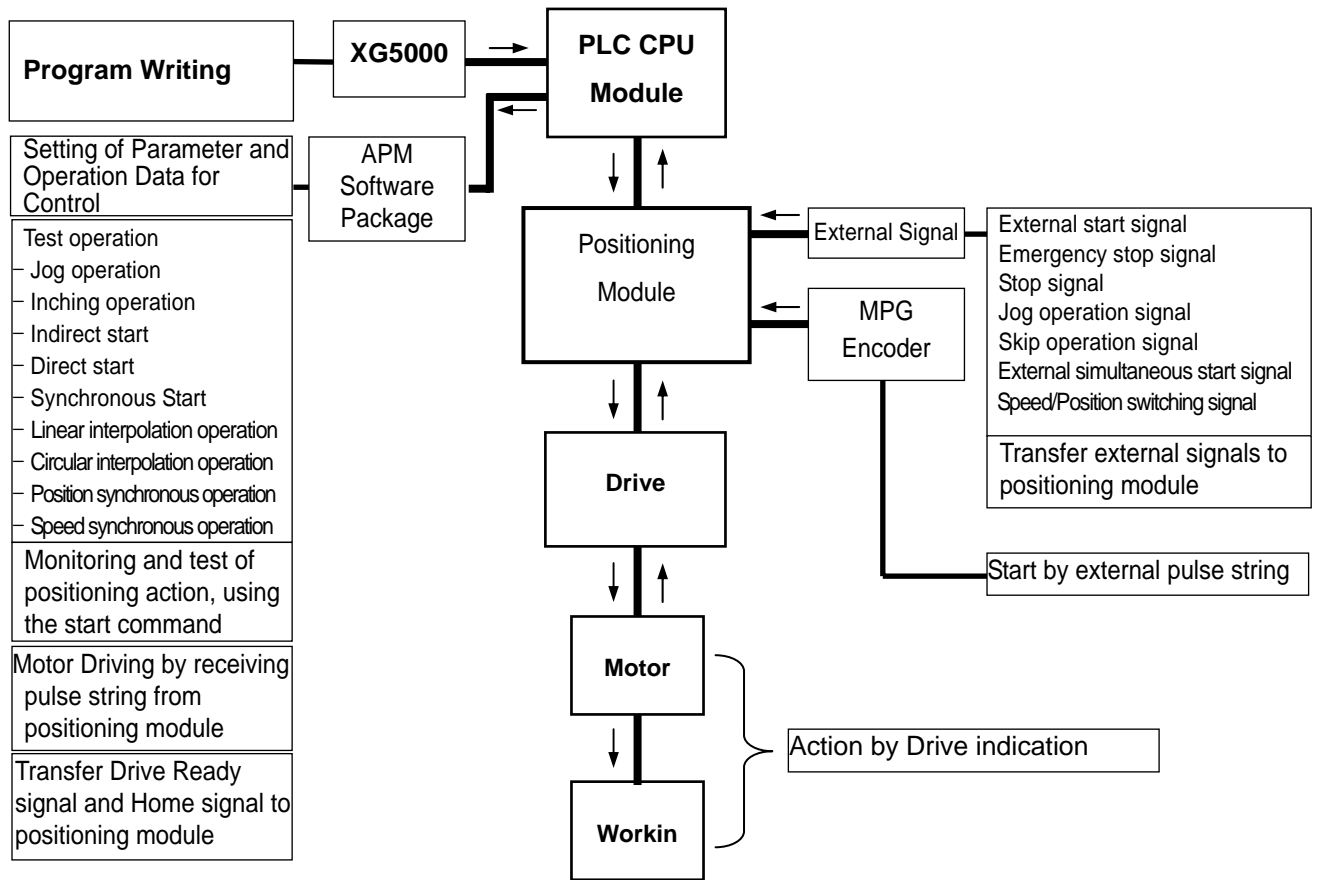 Program Writing
XG5000
PLC CPU
Module
Setting of Parameter and
Operation Data for
Control
APM
Software
Package
Test operation
– Jog operation
– Inching operation
– Indirect start
– Direct start
– Synchronous Start
– Linear interpolation operation
– Circular interpolation operation
– Position synchronous operation
– Speed synchronous operation
Monitoring and test of
positioning action, using
the start command
Motor Driving by receiving
pulse string from
positioning module
Transfer Drive Ready
signal and Home signal to
positioning module
Positioning
Module
External Signal
MPG
Encoder
External start signal
Emergency stop signal
Stop signal
Jog operation signal
Skip operation signal
External simultaneous start signal
Speed/Position switching signal
Transfer external signals to
positioning module
Start by external pulse string
Drive
Motor
Workin
Action by Drive indication